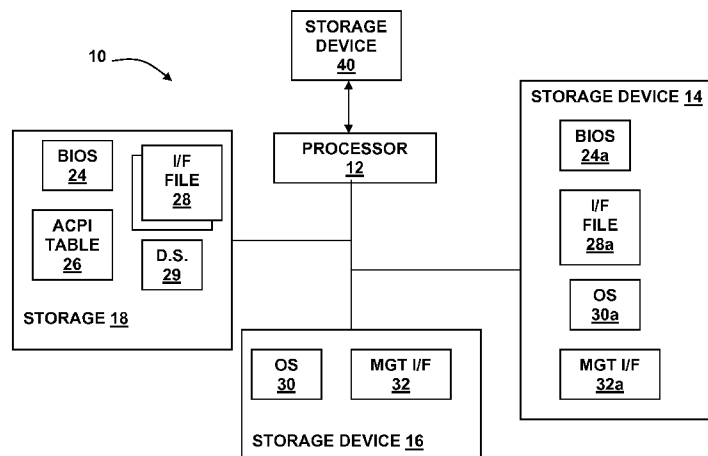 10
STORAGE
DEVICE
40
PROCESSOR
12
BIOS
24
I/F
FILE
28
ACPI
TABLE
26
D.S.
29
STORAGE 18
OS
30
MGT I/F
32
STORAGE DEVICE 16
STORAGE DEVICE 14
BIOS
24a
I/F
FILE
28a
OS
30a
MGT I/F
32a